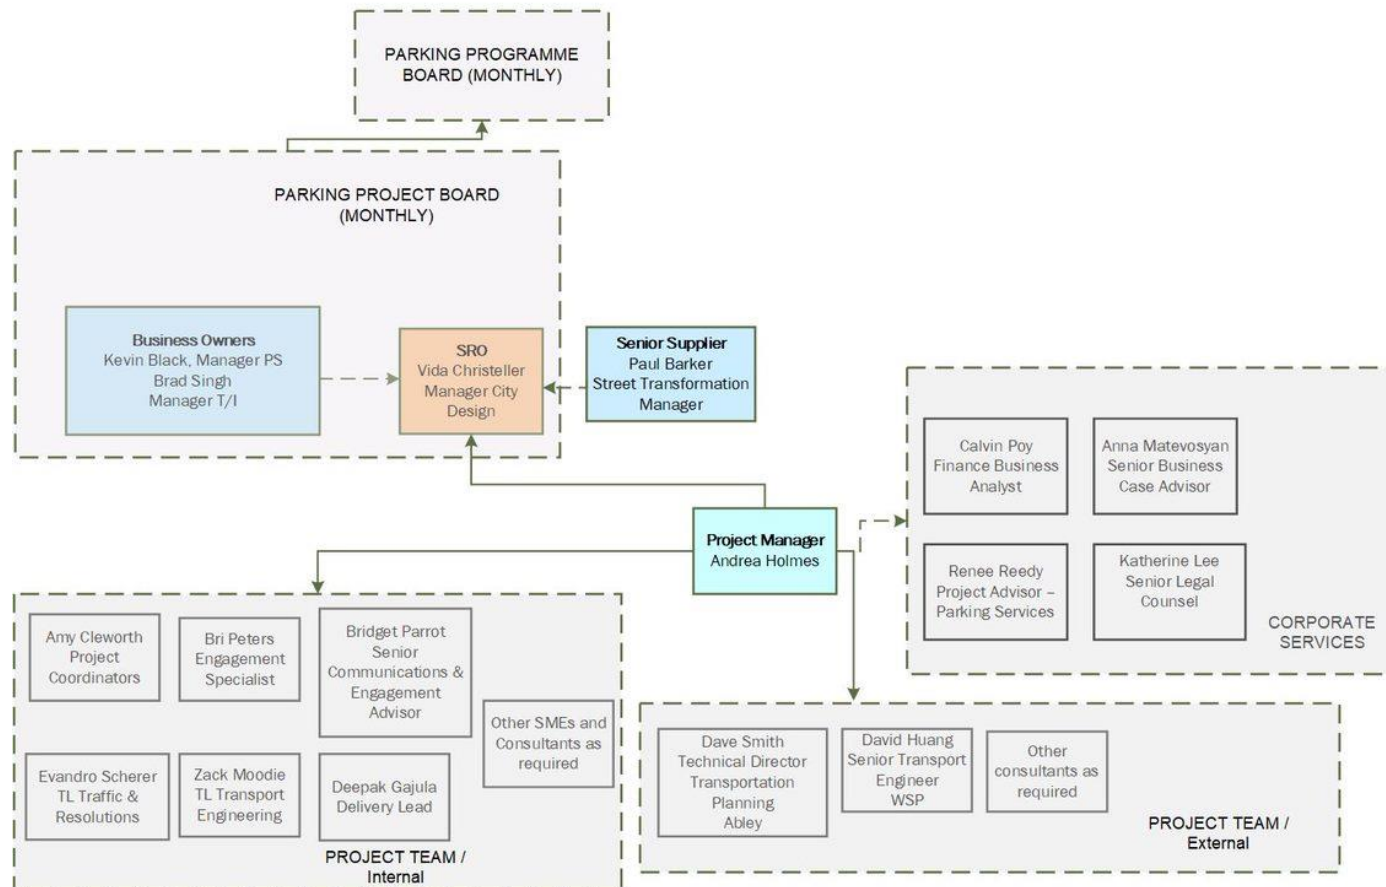 PARKING PROGRAMME
BOARD (MONTHLY)
PARKING PROJECT BOARD
(MONTHLY)
Business Owners
Kevin Black, Manager PS
Brad Singh
Manager T/I
SRO
Vida Christeller
Manager City
Design
Senior Supplier
Paul Barker
Street Transformation
Manager
Calvin Poy
Finance Business
Analyst
Anna Matevosyan
Senior Business
Case Advisor
Renee Reedy
Project Advisor –
Parking Services
Katherine Lee
Senior Legal
Counsel
CORPORATE
SERVICES
Project Manager
Andrea Holmes
Amy Cleworth
Project
Coordinators
Bri Peters
Engagement
Specialist
Bridget Parrot
Senior
Communications &
Engagement
Advisor
Other SMEs and
Consultants as
required
Evandro Scherer
TL Traffic &
Resolutions
Zack Moodie
TL Transport
Engineering
Deepak Gajula
Delivery Lead
PROJECT TEAM /
Internal
Dave Smith
Technical Director
Transportation
Planning
Abley
David Huang
Senior Transport
Engineer
WSP
Other
consultants as
required
PROJECT TEAM /
External